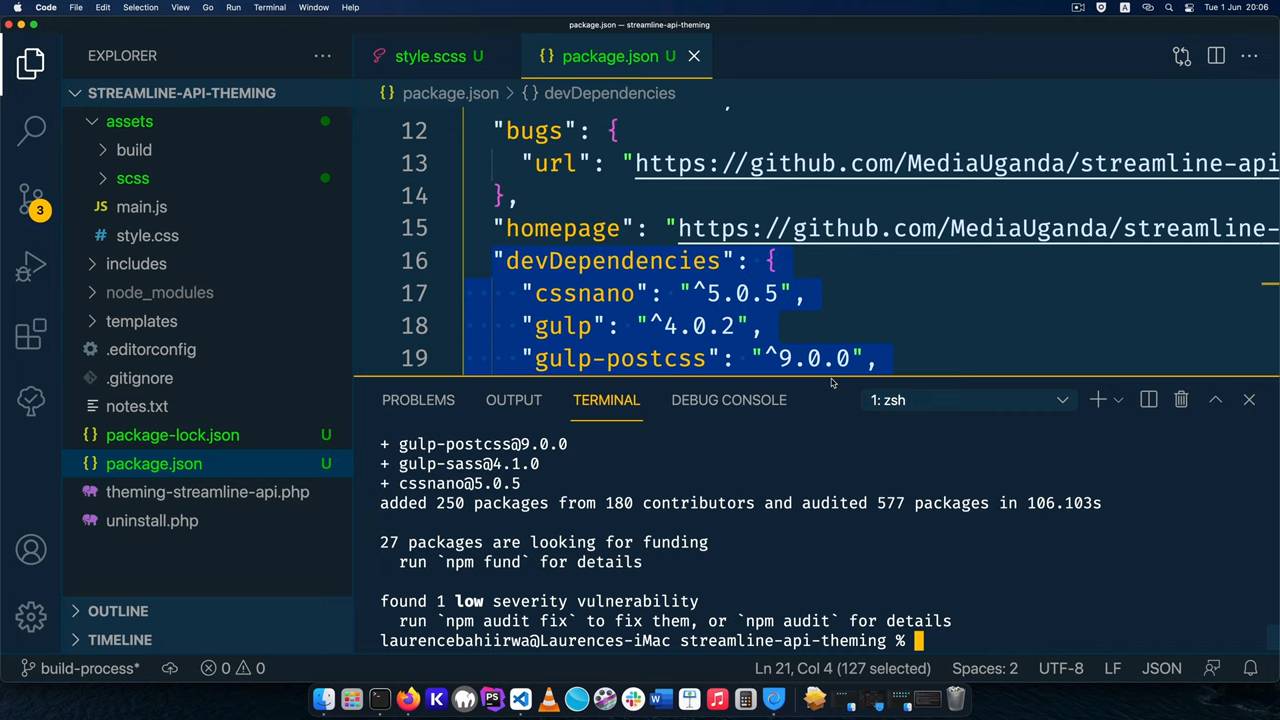 Code File Edit Selection View Go Run Terminal Window Help
Tue 1 Jun 20:06
package.json — streamline-api-theming
EXPLORER
STREAMLINE-API-THEMING
assets
build
scss
JS main.js
# style.css
includes
node_modules
templates
.editorconfig
.gitignore
notes.txt
{} package-lock.json U
{} package.json U
theming-streamline-api.php
uninstall.php
OUTLINE
TIMELINE
3
style.scss U
{} package.json U
{} package.json > {} devDependencies
12 "bugs": {
13 "url": "https://github.com/MediaUganda/streamline-api
14 },
15 "homepage": "https://github.com/MediaUganda/streamline-
16 "devDependencies": {
17 "cssnano": "^5.0.5",
18 "gulp": "^4.0.2",
19 "gulp-postcss": "^9.0.0",
PROBLEMS OUTPUT TERMINAL DEBUG CONSOLE 1: zsh
+ gulp-postcss@9.0.0
+ gulp-sass@4.1.0
+ cssnano@5.0.5
added 250 packages from 180 contributors and audited 577 packages in 106.103s
27 packages are looking for funding
run `npm fund` for details
found 1 low severity vulnerability
run `npm audit fix` to fix them, or `npm audit` for details
laurencebahiirwa@Laurences-iMac streamline-api-theming %
build-process* 0 0 Ln 21, Col 4 (127 selected) Spaces: 2 UTF-8 LF JSON